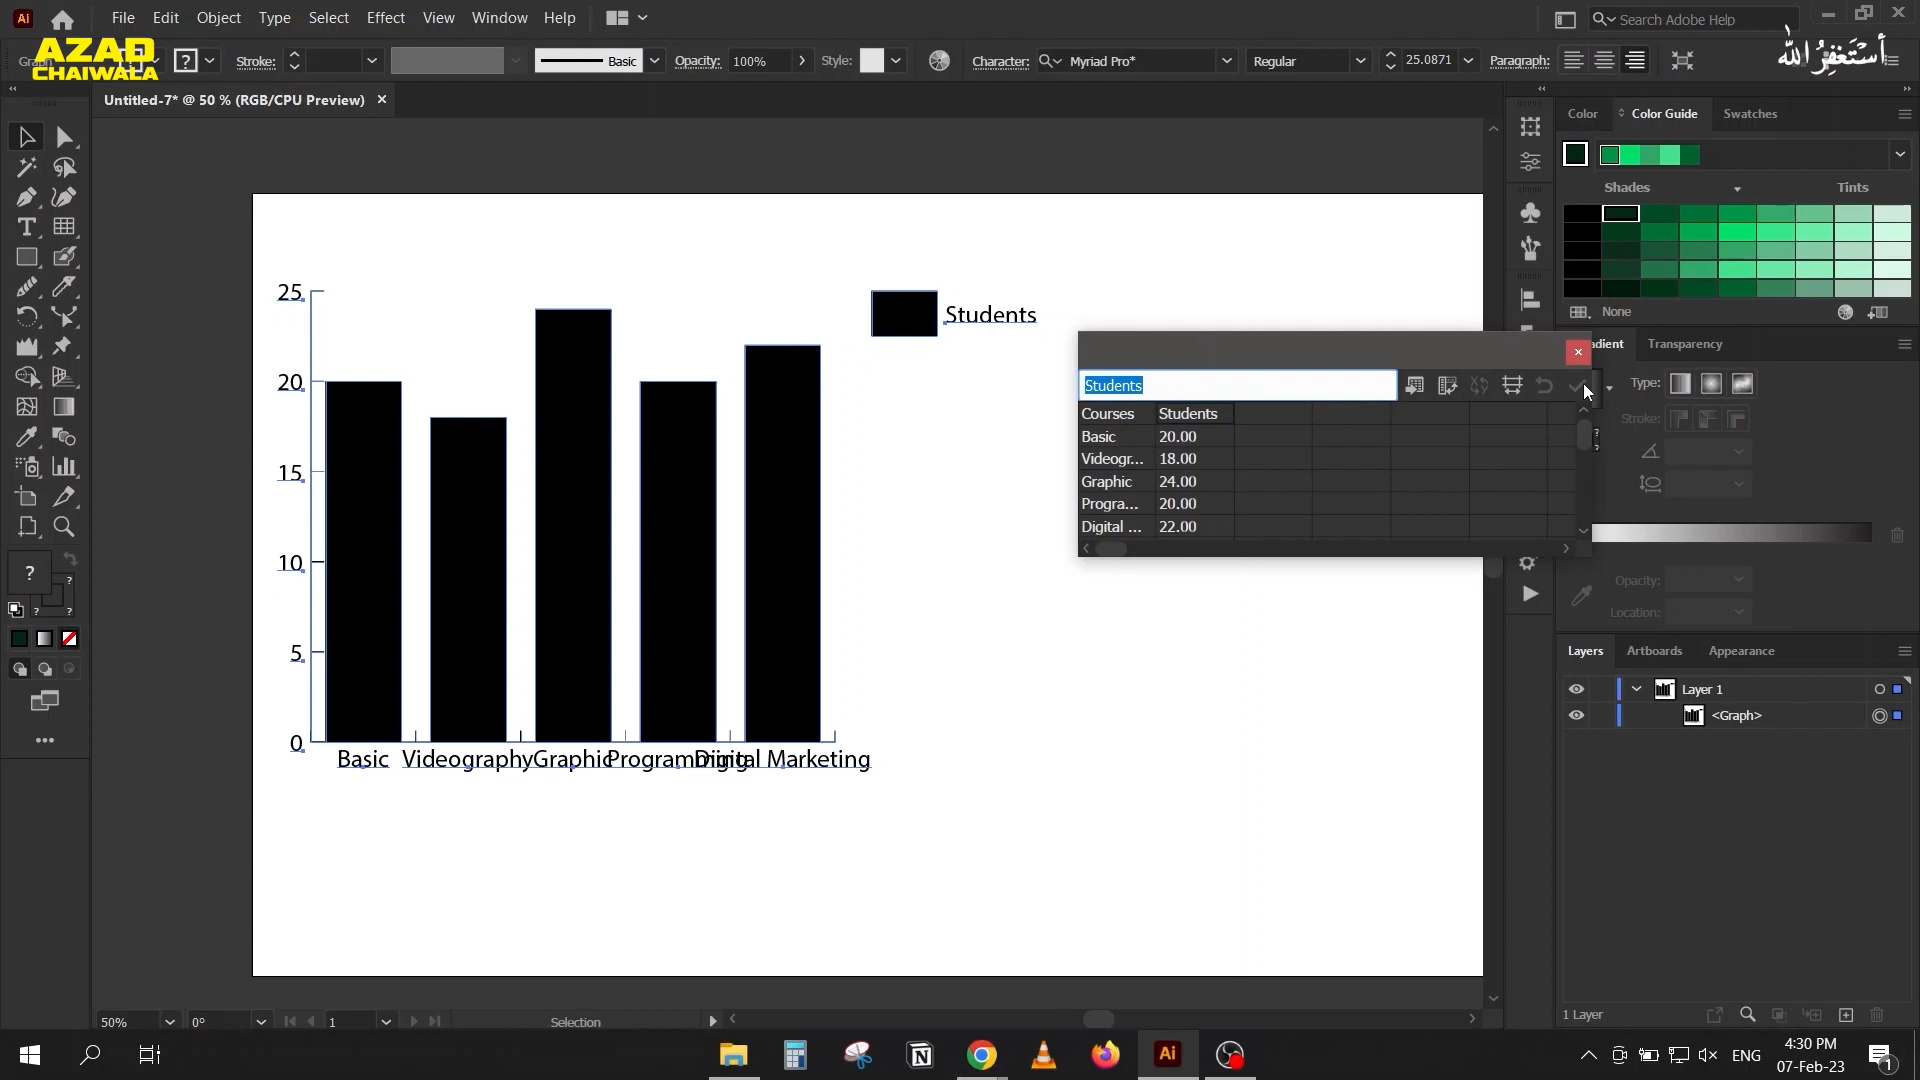 Ai File Edit Object Type Select Effect View Window Help Search Adobe Help
AZAD
CHAIWALA
أستغفر الله
? Stroke: Basic Opacity: 100% Style: Character: Myriad Pro* Regular 25.0871 Paragraph:
Untitled-7* @ 50 % (RGB/CPU Preview) ×
Color Color Guide Swatches
Shades Tints
None
Transparency
Type:
Stroke:
Opacity:
Location:
25
20
15
10
5
0
Basic
Videography
Graphic
Programming
Digital Marketing
Students
Students
Courses Students
Basic 20.00
Videogr... 18.00
Graphic 24.00
Progra... 20.00
Digital ... 22.00
Layers Artboards Appearance
Layer 1
<Graph>
1 Layer
50% 0° 1 Selection
Ai ENG 4:30 PM
07-Feb-23
1